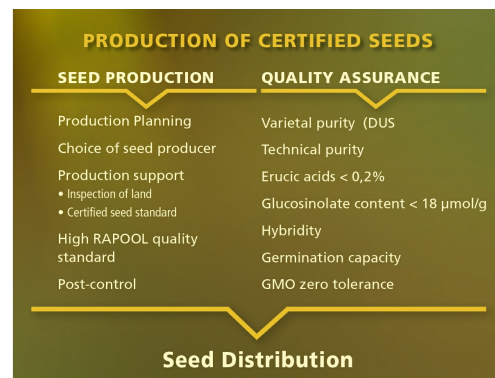 PRODUCTION OF CERTIFIED SEEDS
SEED PRODUCTION
Production Planning
Choice of seed producer
Production support
• Inspection of land
• Certified seed standard
High RAPOOL quality
standard
Post-control
QUALITY ASSURANCE
Varietal purity (DUS
Technical purity
Erucic acids < 0,2%
Glucosinolate content < 18 µmol/g
Hybridity
Germination capacity
GMO zero tolerance
Seed Distribution